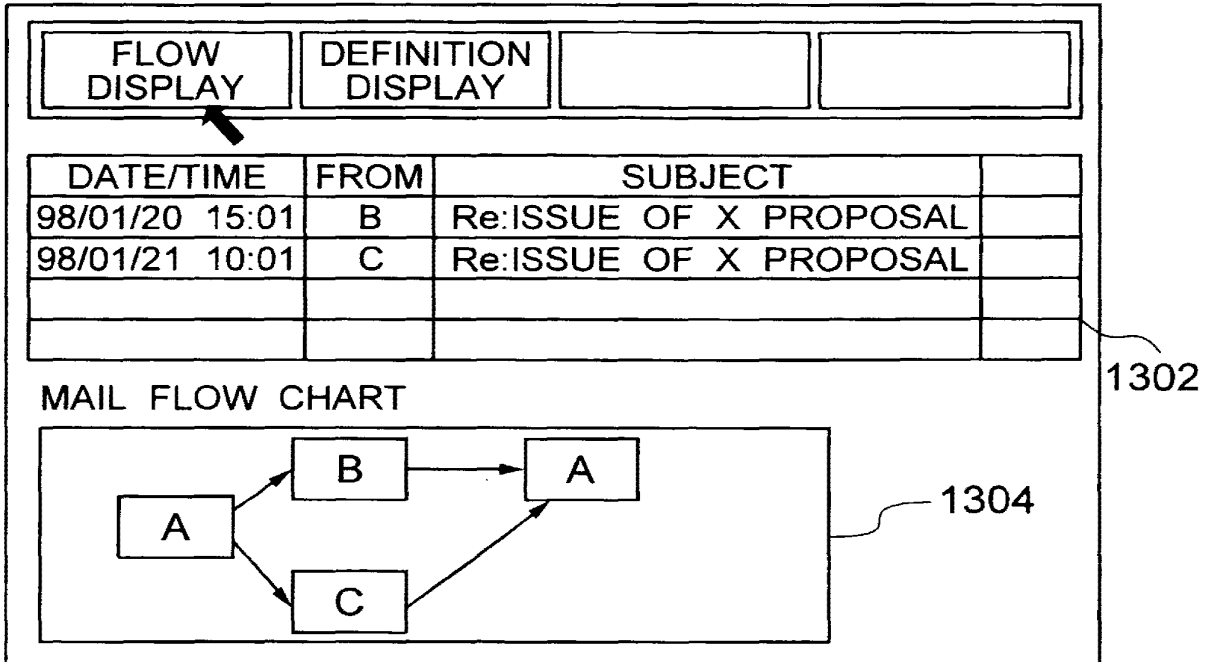 FLOW
DISPLAY
DEFINITION
DISPLAY
DATE/TIME FROM SUBJECT
98/01/20 15:01 B Re:ISSUE OF X PROPOSAL
98/01/21 10:01 C Re:ISSUE OF X PROPOSAL
1302
MAIL FLOW CHART
B A
A
C
1304